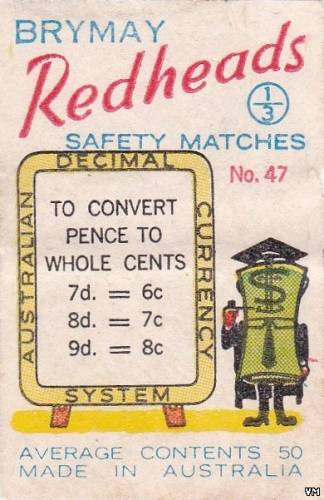 BRYMAY
Redheads
1/3
SAFETY MATCHES
No. 47
AUSTRALIAN
DECIMAL
CURRENCY
SYSTEM
TO CONVERT
PENCE TO
WHOLE CENTS
7d. = 6c
8d. = 7c
9d. = 8c
$
AVERAGE CONTENTS 50
MADE IN AUSTRALIA
VM